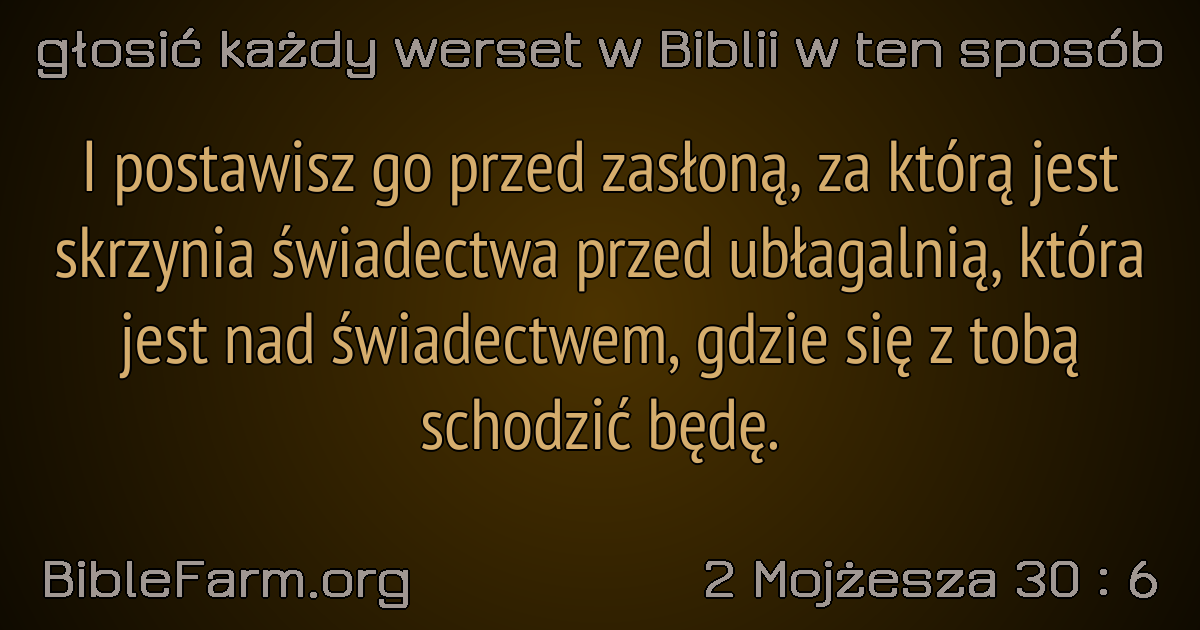 głosić każdy werset w Biblii w ten sposób
I postawisz go przed zasłoną, za którą jest
skrzynia świadectwa przed ubłagalnią, która
jest nad świadectwem, gdzie się z tobą
schodzić będę.
BibleFarm.org
2 Mojżesza 30 : 6